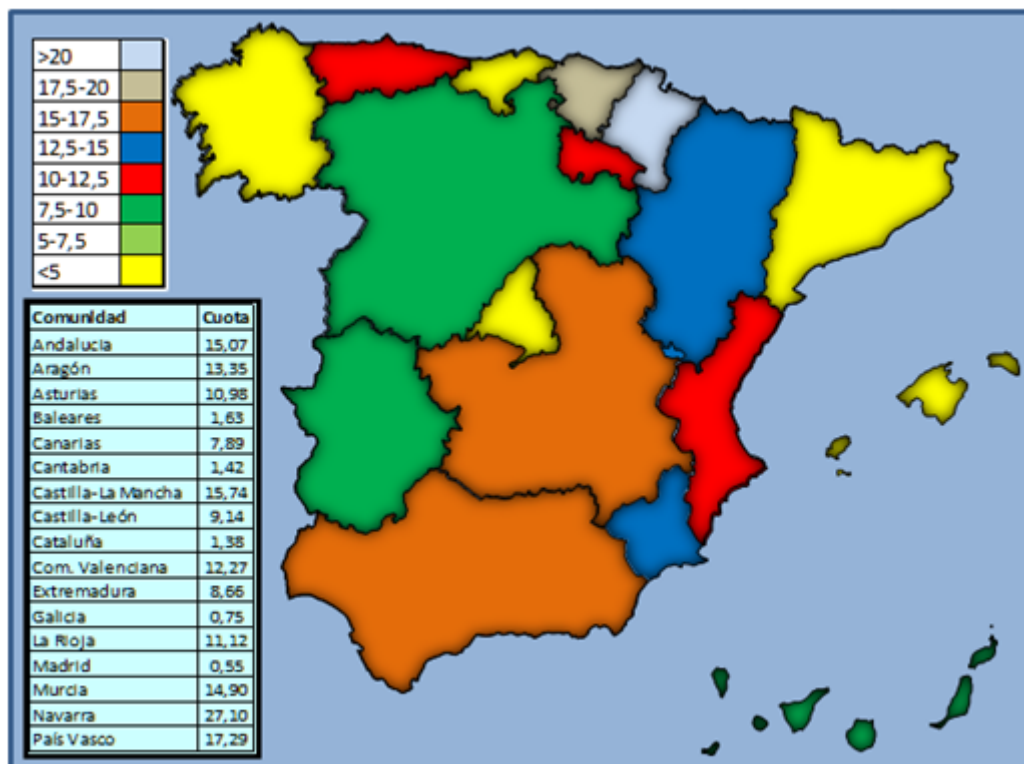 >20
17,5-20
15-17,5
12,5-15
10-12,5
7,5-10
5-7,5
<5
Comunidad Cuota
Andalucia 15,07
Aragón 13,35
Asturias 10,98
Baleares 1,63
Canarias 7,89
Cantabria 1,42
Castilla-La Mancha 15,74
Castilla-León 9,14
Cataluña 1,38
Com. Valenciana 12,27
Extremadura 8,66
Galicia 0,75
La Rioja 11,12
Madrid 0,55
Murcia 14,90
Navarra 27,10
País Vasco 17,29